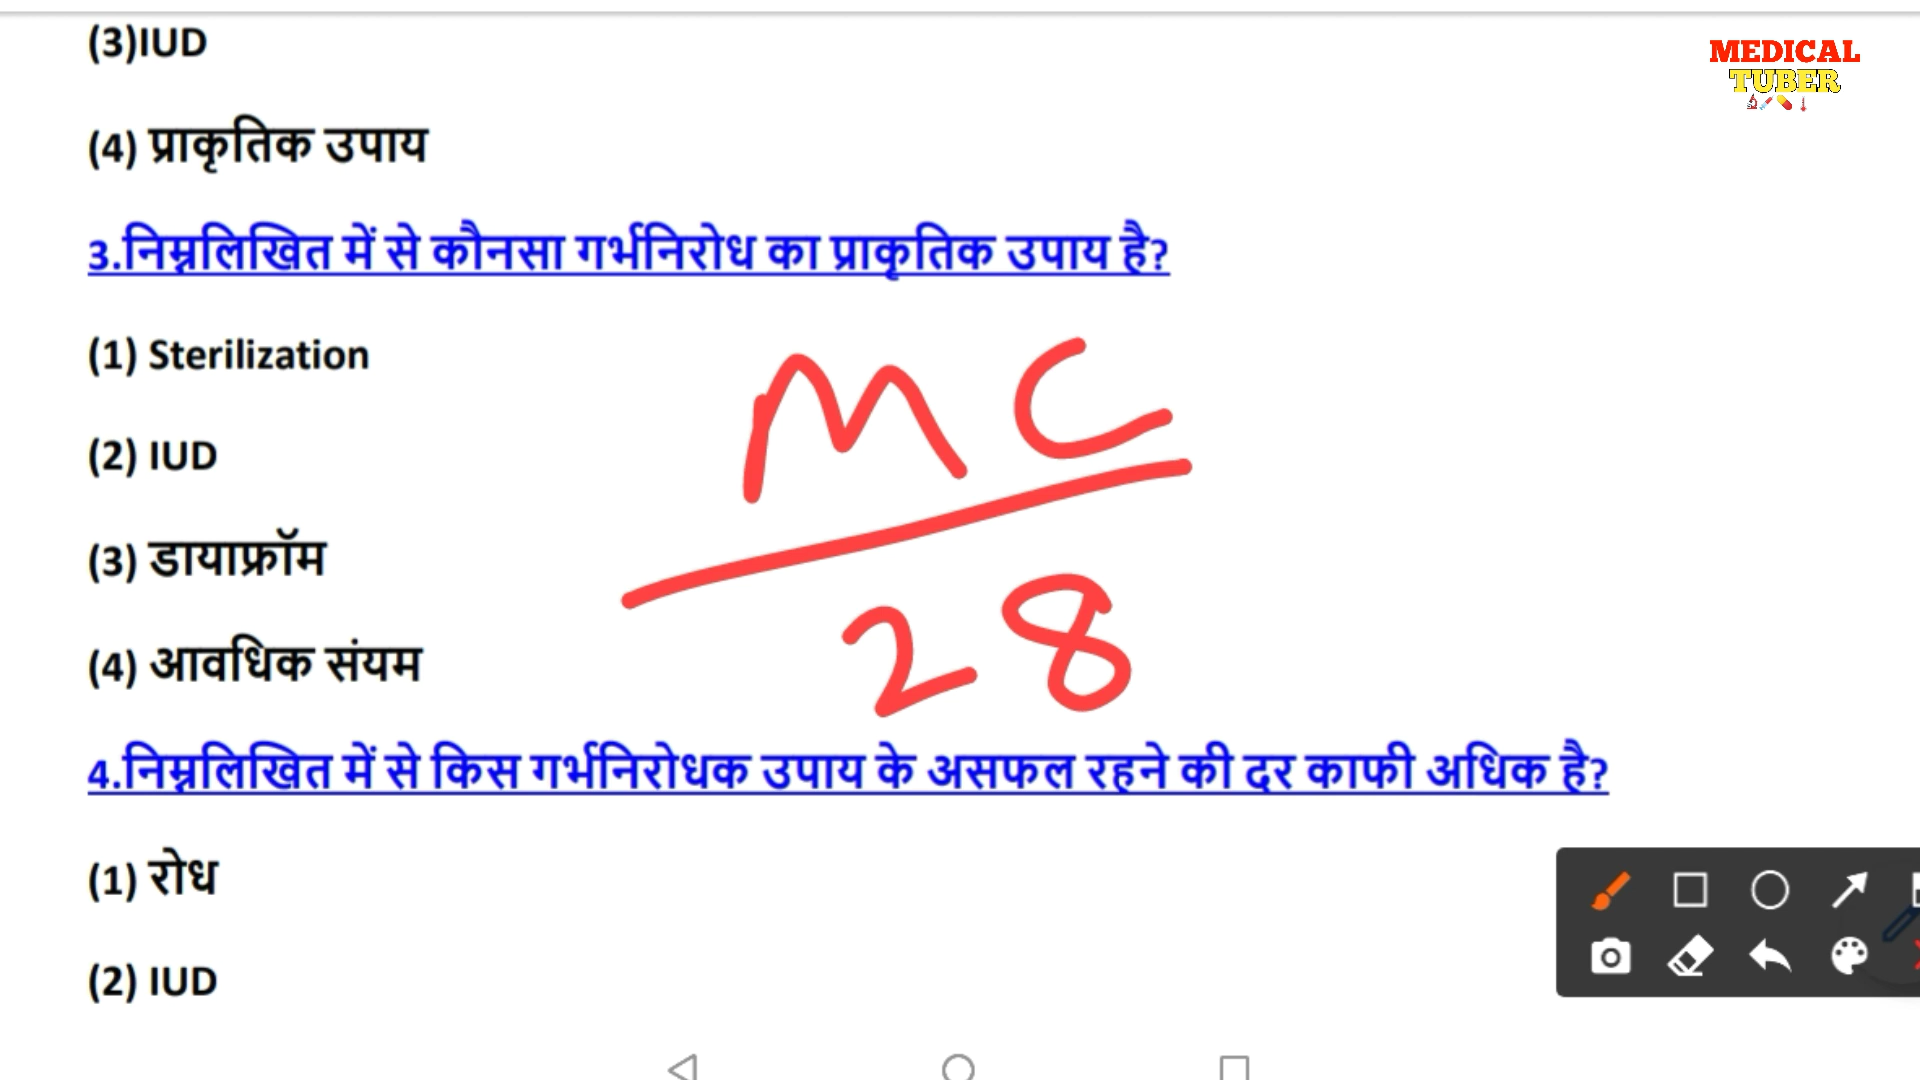 (3)IUD
MEDICAL
TUBER
(4) प्राकृतिक उपाय
3.निम्नलिखित में से कौनसा गर्भनिरोध का प्राकृतिक उपाय है?
(1) Sterilization
MC
(2) IUD
(3) डायाफ्रॉम
28
(4) आवधिक संयम
4.निम्नलिखित में से किस गर्भनिरोधक उपाय के असफल रहने की दर काफी अधिक है?
(1) रोध
(2) IUD